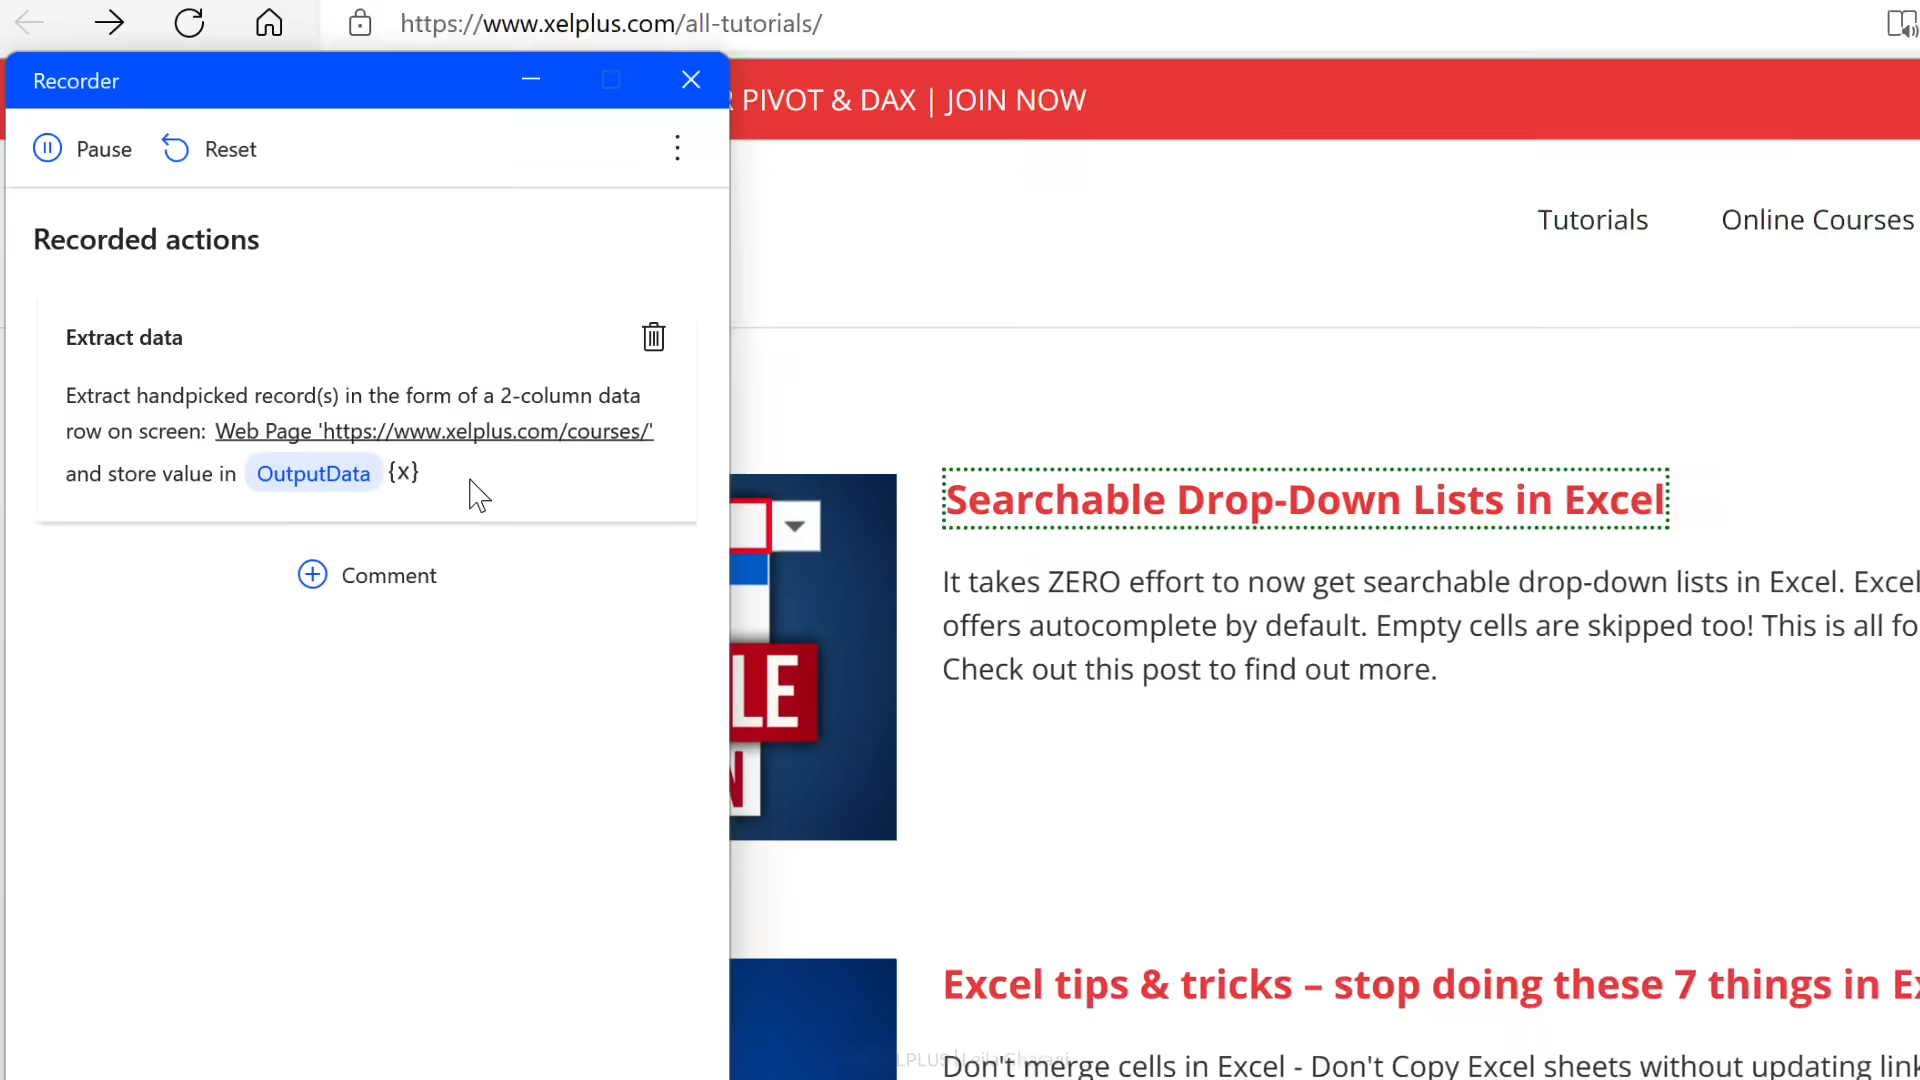 https://www.xelplus.com/all-tutorials/
Recorder
PIVOT & DAX | JOIN NOW
Pause
Reset
Tutorials
Online Courses
Recorded actions
Extract data
Extract handpicked record(s) in the form of a 2-column data
row on screen: Web Page 'https://www.xelplus.com/courses/'
and store value in OutputData {x}
Comment
LE
N
Searchable Drop-Down Lists in Excel
It takes ZERO effort to now get searchable drop-down lists in Excel. Excel
offers autocomplete by default. Empty cells are skipped too! This is all fo
Check out this post to find out more.
Excel tips & tricks – stop doing these 7 things in Ex
Don't merge cells in Excel - Don't Copy Excel sheets without updating link